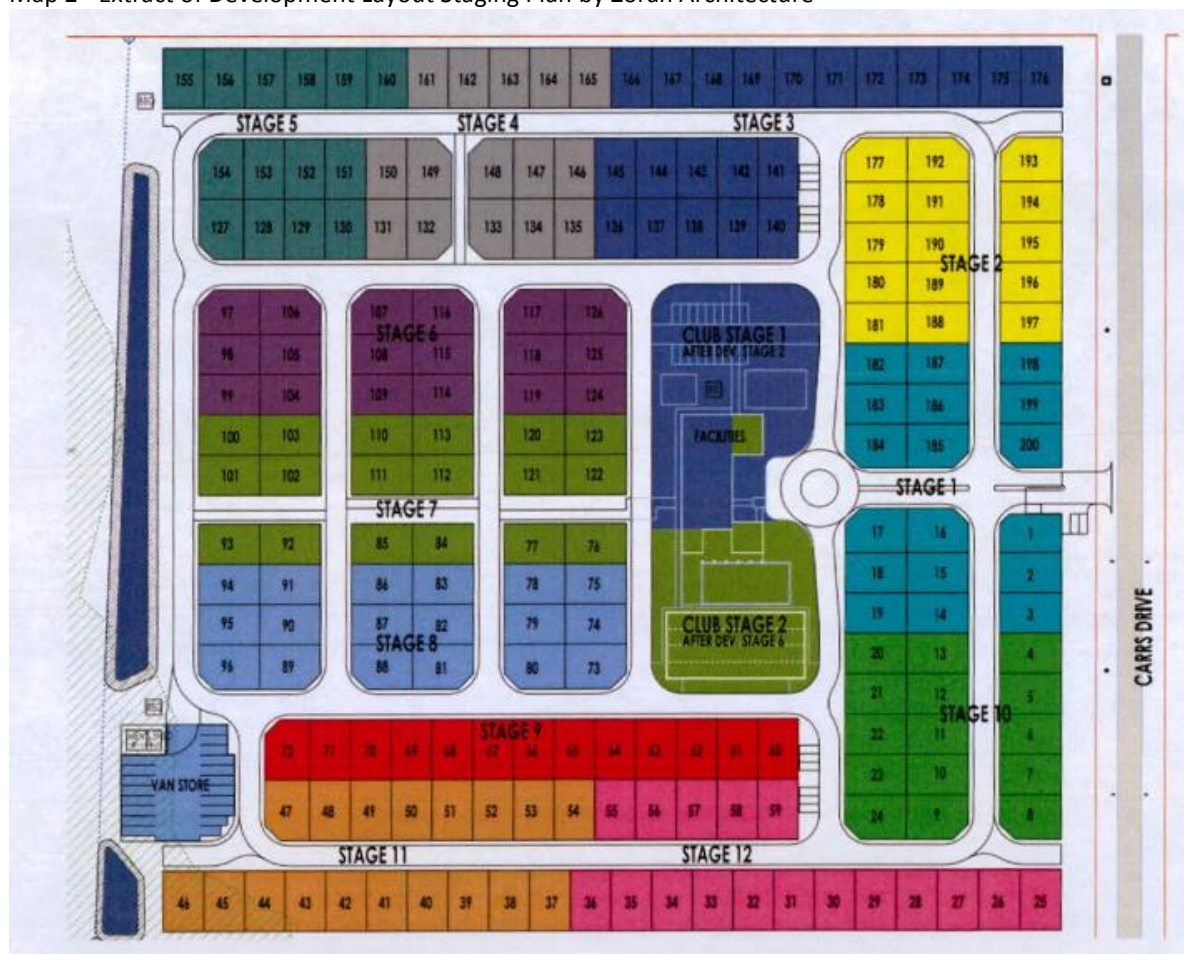 Map 2 - Extract of Development Layout Staging Plan by Zoran Architecture
155 156 157 158 159 160 161 162 163 164 165 166 167 168 169 170 171 172 173 174 175 176
STAGE 5 STAGE 4 STAGE 3
154 153 152 151 150 149 148 147 146 145 144 143 142 141
127 128 129 130 131 132 133 134 135 136 137 138 139 140
177 192 193
178 191 194
179 190 195
STAGE 2
180 189 196
181 188 197
182 187 198
183 186 199
184 185 200
97 106 107 116 117 126
STAGE 6
98 105 108 115 118 125
99 104 109 114 119 124
100 103 110 113 120 123
101 102 111 112 121 122
CLUB STAGE 1
AFTER DEV. STAGE 2
FACILITIES
STAGE 1
STAGE 7
93 92 85 84 77 76
94 91 86 83 78 75
95 90 87 82 79 74
STAGE 8
96 89 88 81 80 73
CLUB STAGE 2
AFTER DEV. STAGE 6
17 16 1
18 15 2
19 14 3
20 13 4
21 12 5
STAGE 10
22 11 6
23 10 7
24 9 8
CARRS DRIVE
STAGE 9
72 71 70 69 68 67 66 65 64 63 62 61 60
VAN STORE
47 48 49 50 51 52 53 54 55 56 57 58 59
STAGE 11 STAGE 12
46 45 44 43 42 41 40 39 38 37 36 35 34 33 32 31 30 29 28 27 26 25